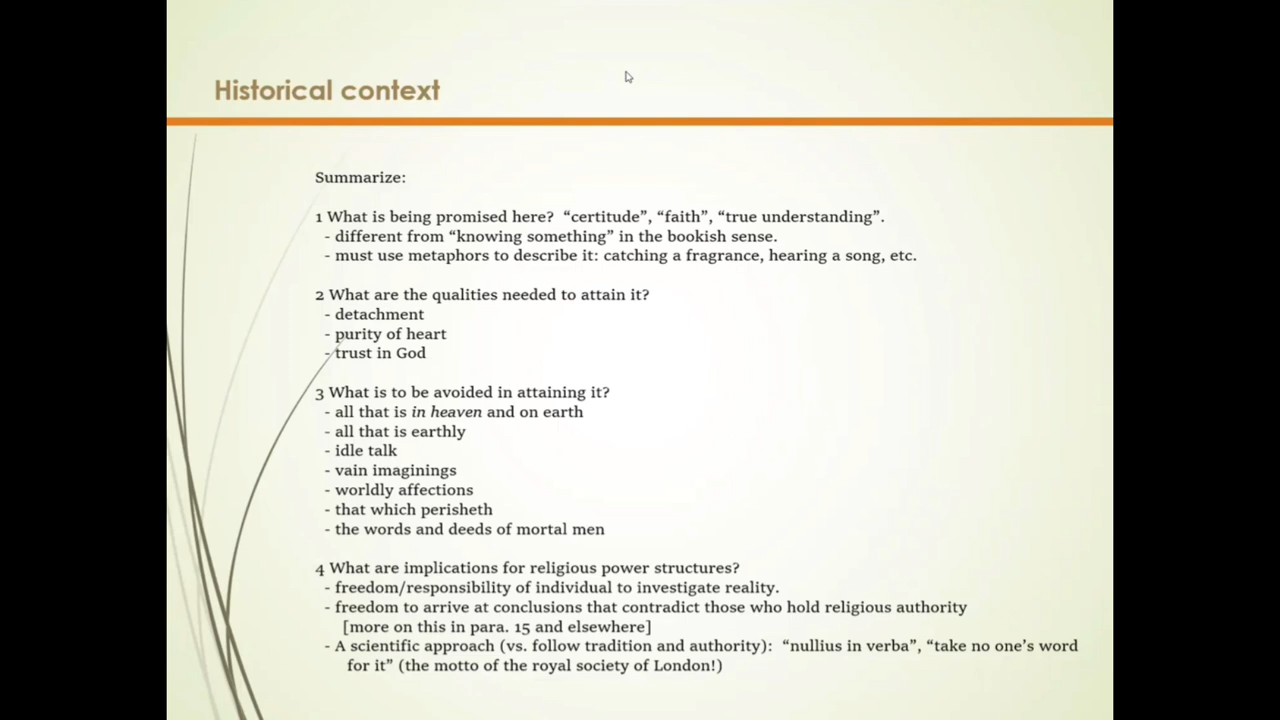 Historical context
Summarize:
1 What is being promised here?  “certitude”, “faith”, “true understanding”.
- different from “knowing something” in the bookish sense.
- must use metaphors to describe it: catching a fragrance, hearing a song, etc.
2 What are the qualities needed to attain it?
- detachment
- purity of heart
- trust in God
3 What is to be avoided in attaining it?
- all that is in heaven and on earth
- all that is earthly
- idle talk
- vain imaginings
- worldly affections
- that which perisheth
- the words and deeds of mortal men
4 What are implications for religious power structures?
- freedom/responsibility of individual to investigate reality.
- freedom to arrive at conclusions that contradict those who hold religious authority
[more on this in para. 15 and elsewhere]
- A scientific approach (vs. follow tradition and authority):  “nullius in verba”, “take no one’s word
for it” (the motto of the royal society of London!)